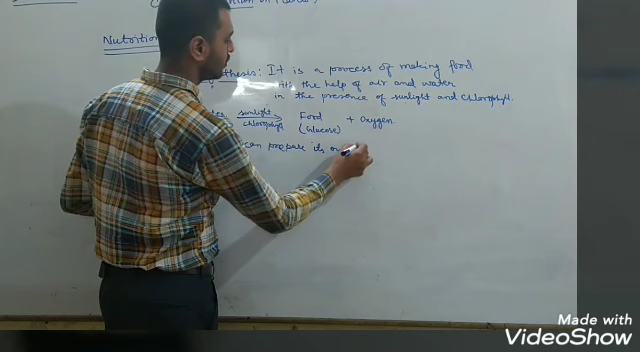 Nutrition
thesis: It is a process of making food
the help of air and water
in the presence of sunlight and chlorophyll.
sunlight
chlorophyll
Food + Oxygen
(Glucose)
can prepare its
Made with
VideoShow